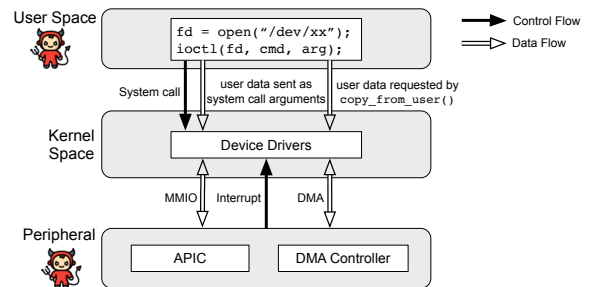 User Space
fd = open(“/dev/xx”);
ioctl(fd, cmd, arg);
Control Flow
Data Flow
System call
user data sent as
system call arguments
user data requested by
copy_from_user()
Kernel
Space
Device Drivers
MMIO
Interrupt
DMA
Peripheral
APIC
DMA Controller